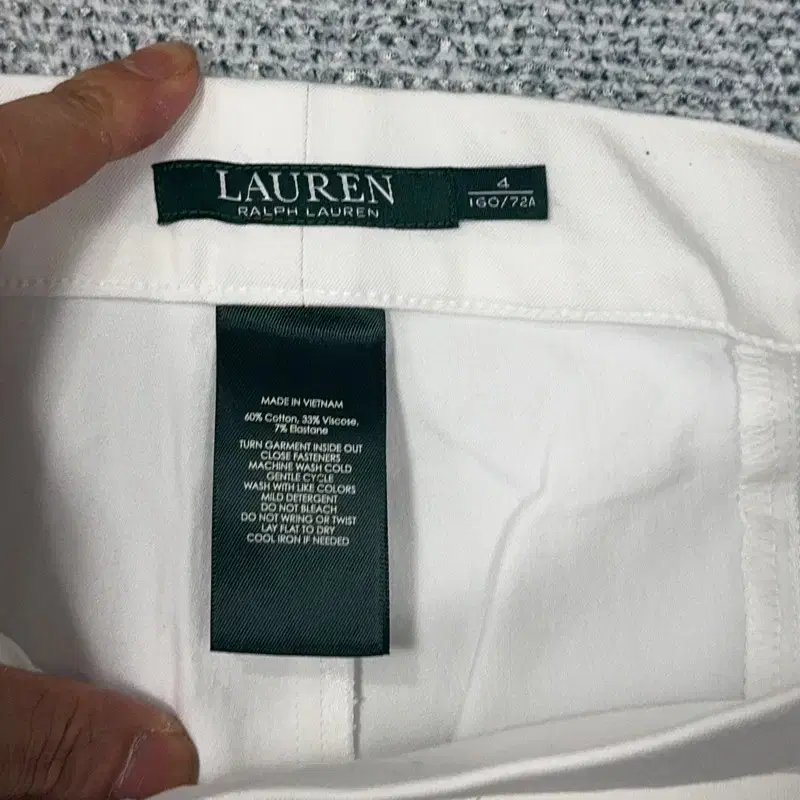 LAUREN
RALPH LAUREN
4
160/72A
MADE IN VIETNAM
60% Cotton, 33% Viscose,
7% Elastane
TURN GARMENT INSIDE OUT
CLOSE FASTENERS
MACHINE WASH COLD
GENTLE CYCLE
WASH WITH LIKE COLORS
MILD DETERGENT
DO NOT BLEACH
DO NOT WRING OR TWIST
LAY FLAT TO DRY
COOL IRON IF NEEDED